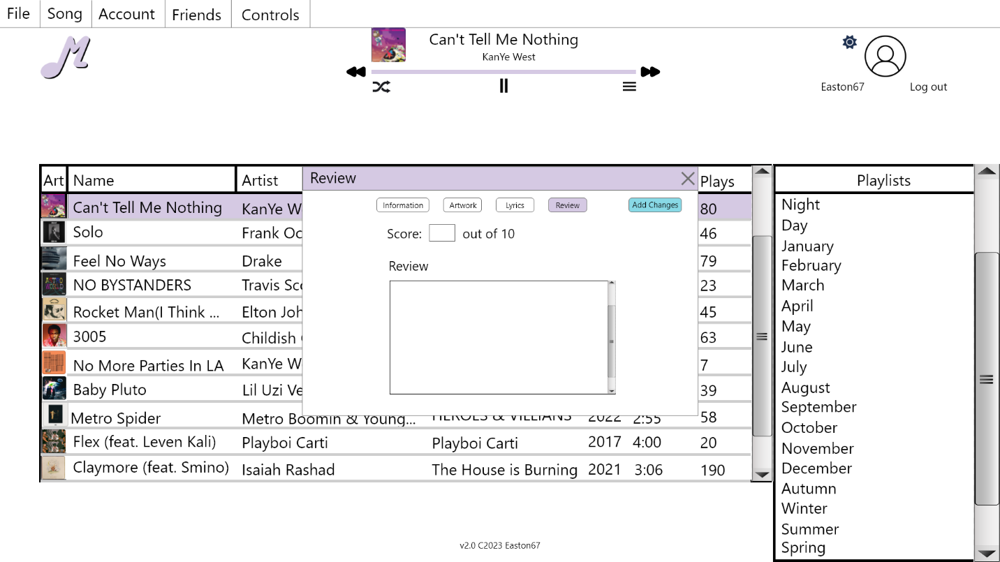 File Song Account Friends Controls
Can't Tell Me Nothing
KanYe West
Easton67 Log out
Art Name Artist Plays
Can't Tell Me Nothing KanYe W 80
Solo Frank Oc 46
Feel No Ways Drake 79
NO BYSTANDERS Travis Sc 23
Rocket Man(I Think ... Elton Joh 45
3005 Childish 63
No More Parties In LA KanYe W 7
Baby Pluto Lil Uzi Ve 39
Metro Spider Metro Boomin & Young... HEROES & VILLIANS 2022 2:55 58
Flex (feat. Leven Kali) Playboi Carti Playboi Carti 2017 4:00 20
Claymore (feat. Smino) Isaiah Rashad The House is Burning 2021 3:06 190
Review
Information Artwork Lyrics Review Add Changes
Score: out of 10
Review
Playlists
Night
Day
January
February
March
April
May
June
July
August
September
October
November
December
Autumn
Winter
Summer
Spring
v2.0 C2023 Easton67